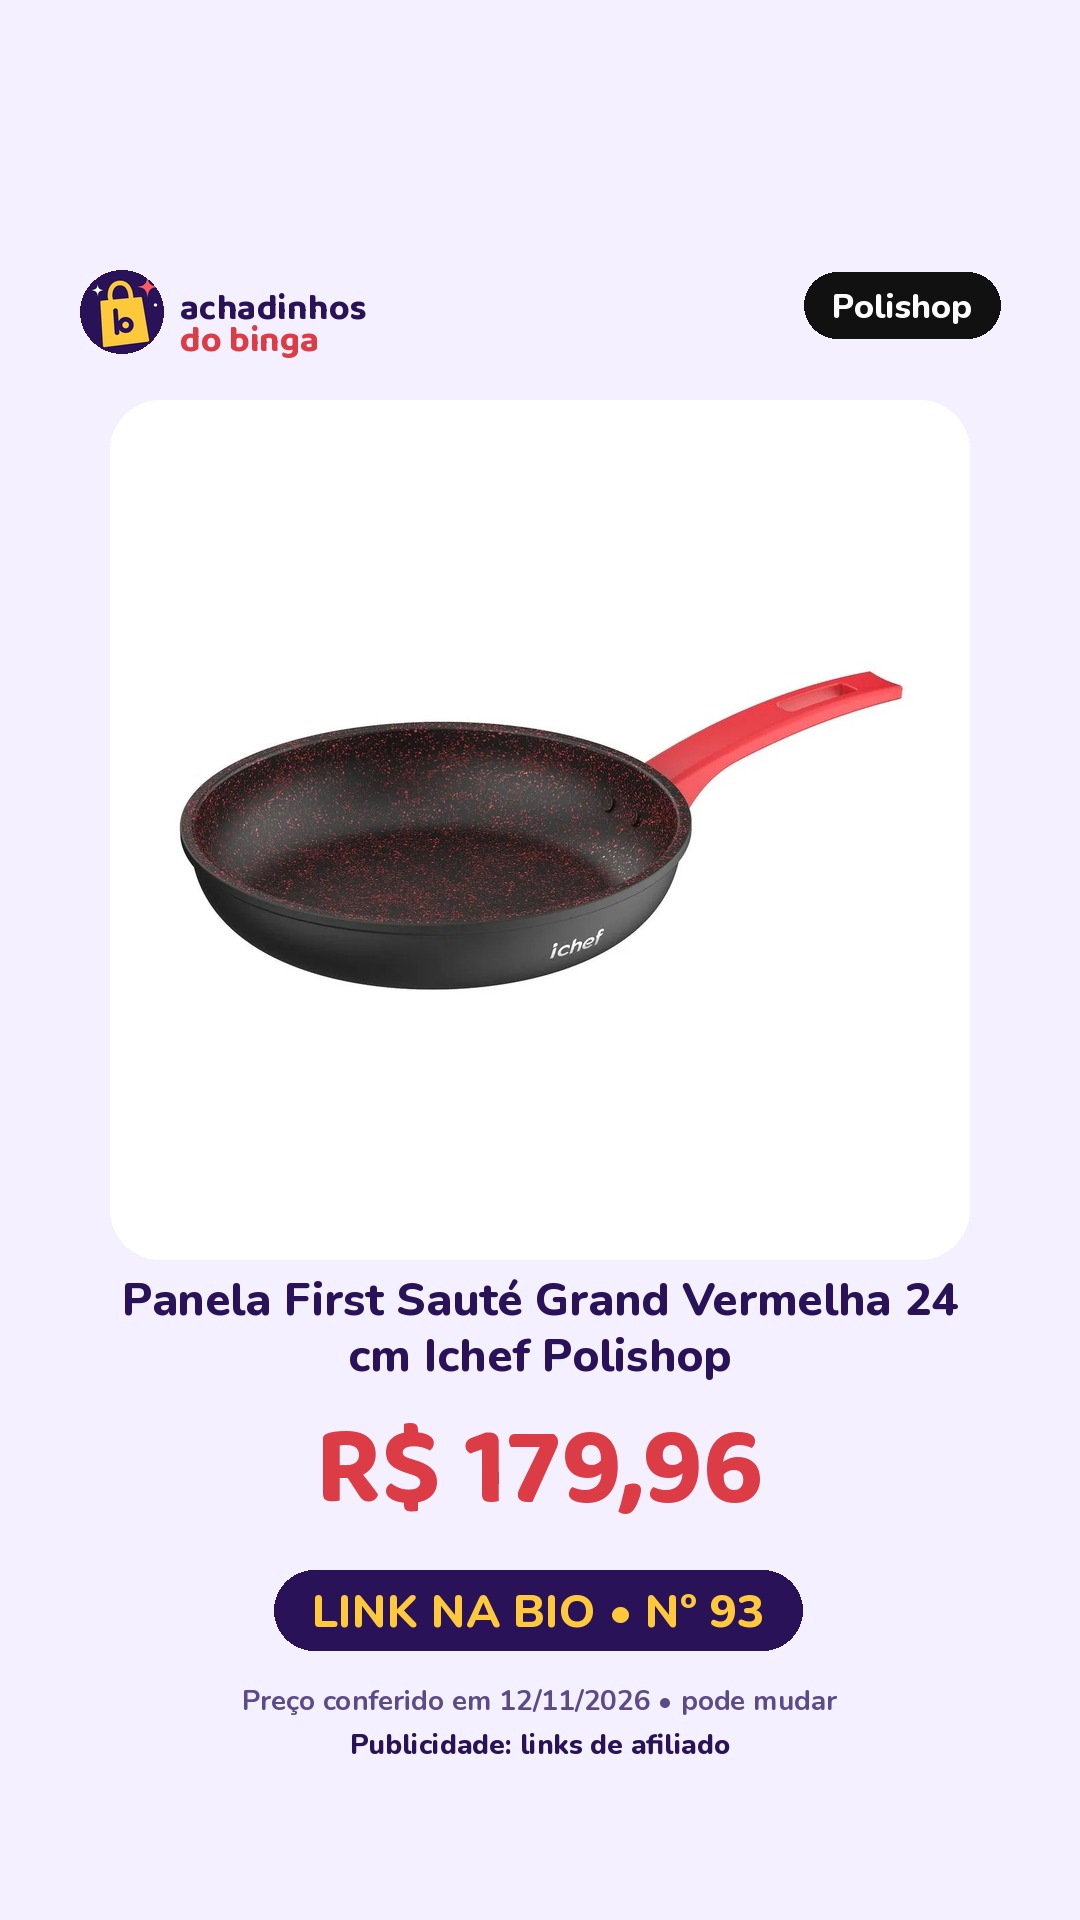 b
achadinhos
do binga
Polishop
ichef
Panela First Sauté Grand Vermelha 24
cm Ichef Polishop
R$ 179,96
LINK NA BIO • Nº 93
Preço conferido em 12/11/2026 • pode mudar
Publicidade: links de afiliado